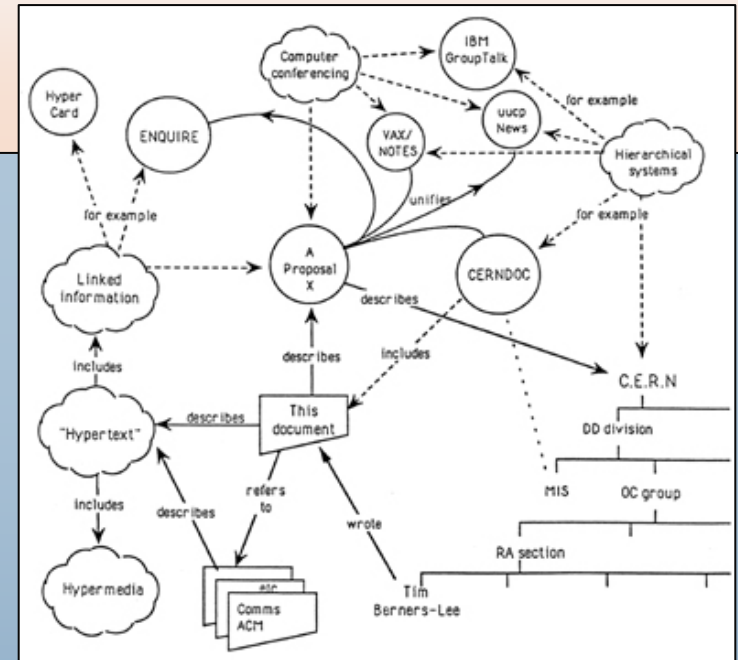 IBM
GroupTalk
Computer
conferencing
Hyper
Card
ENQUIRE
VAX/
NOTES
uucp
News
for example
Hierarchical
systems
unifies
for example
for example
Linked
information
A
Proposal
X
CERNDOC
describes
includes
describes
includes
C.E.R.N
"Hypertext"
describes
This
document
DD division
includes
describes
refers
to
wrote
MIS
OC group
RA section
Hypermedia
etc
Comms
ACM
Tim
Berners-Lee